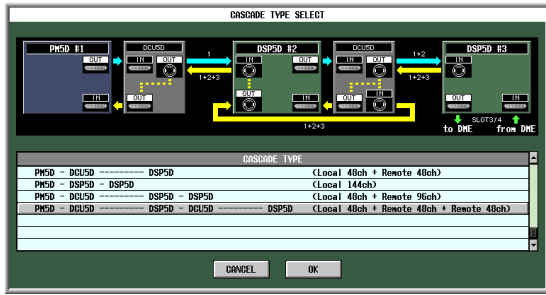 CASCADE TYPE SELECT
PM5D #1
DCU5D
DSP5D #2
DCU5D
DSP5D #3
OUT
IN
OUT
1
IN
OUT
IN
OUT
1+2
IN
OUT
1+2+3
1+2+3
IN
OUT
IN
OUT
IN
OUT
IN
OUT
IN
1+2+3
SLOT3/4
to DME
from DME
CASCADE TYPE
PM5D - DCU5D --------- DSP5D (Local 48ch + Remote 48ch)
PM5D - DSP5D - DSP5D (Local 144ch)
PM5D - DCU5D --------- DSP5D - DSP5D (Local 48ch + Remote 96ch)
PM5D - DCU5D --------- DSP5D - DCU5D --------- DSP5D (Local 48ch + Remote 48ch + Remote 48ch)
CANCEL
OK